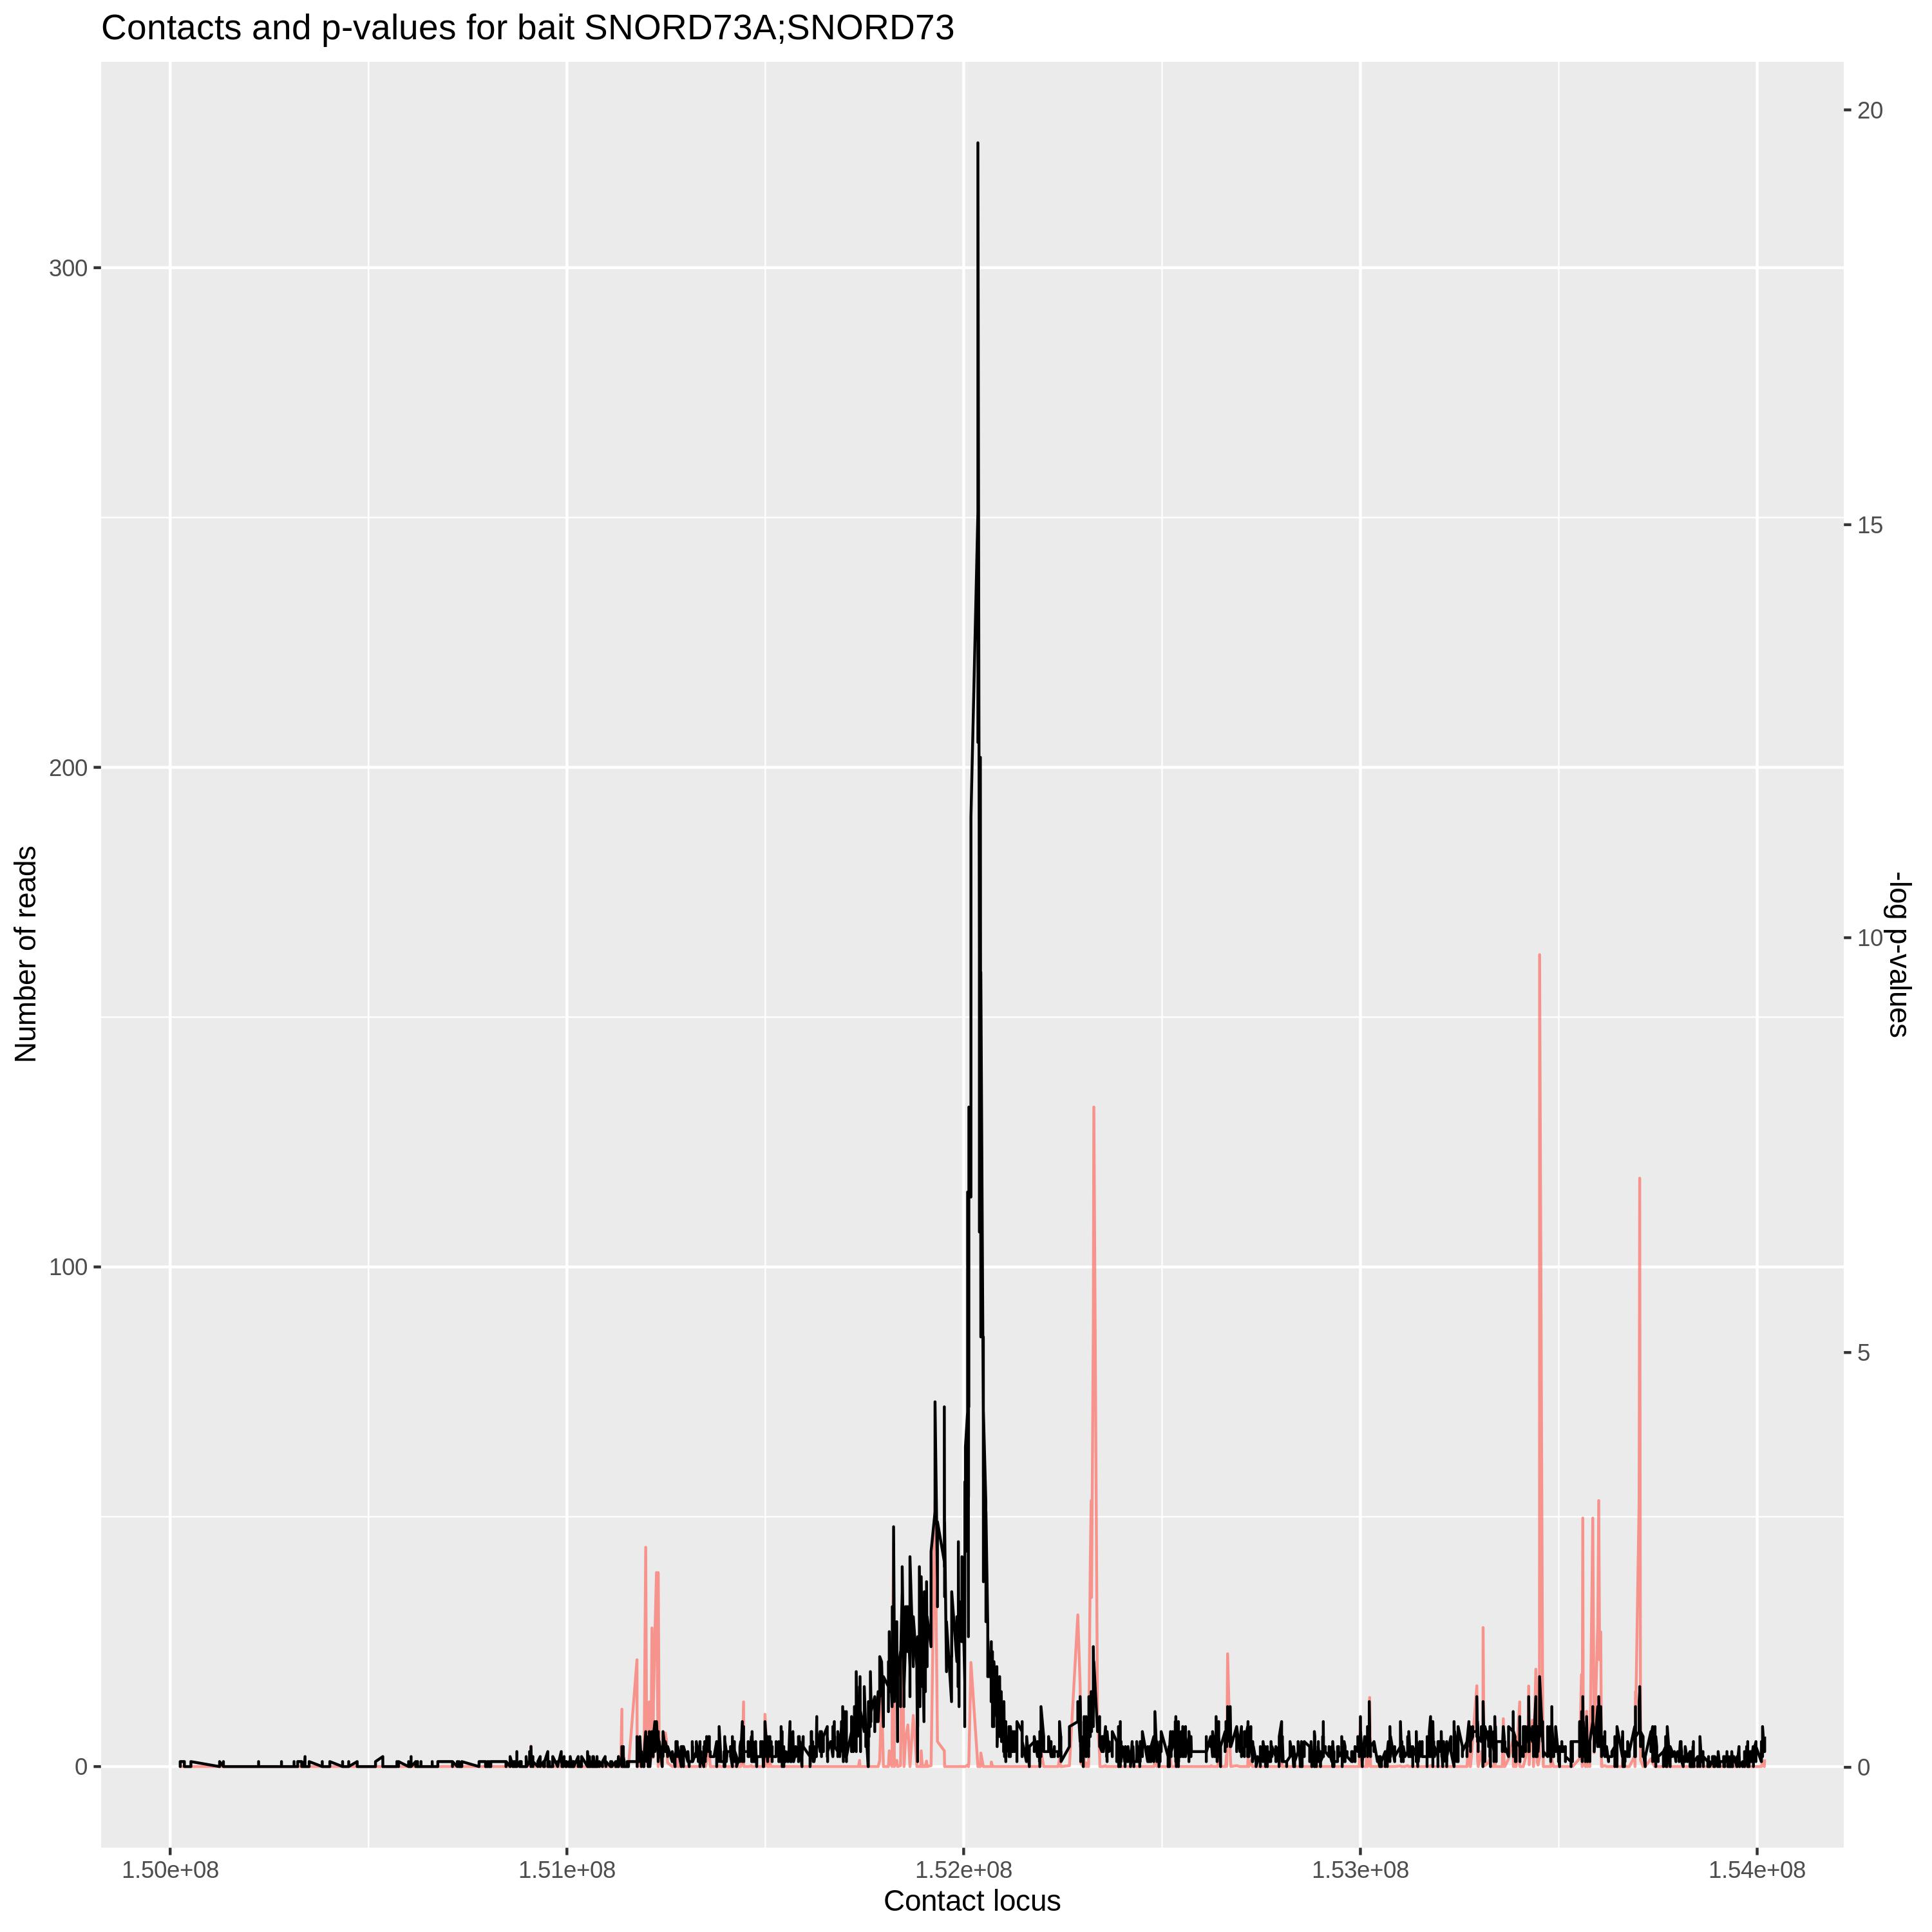 Contacts and p-values for bait SNORD73A;SNORD73
Number of reads
300
200
100
0
20
15
10
5
0
-log p-values
1.50e+08
1.51e+08
1.52e+08
1.53e+08
1.54e+08
Contact locus